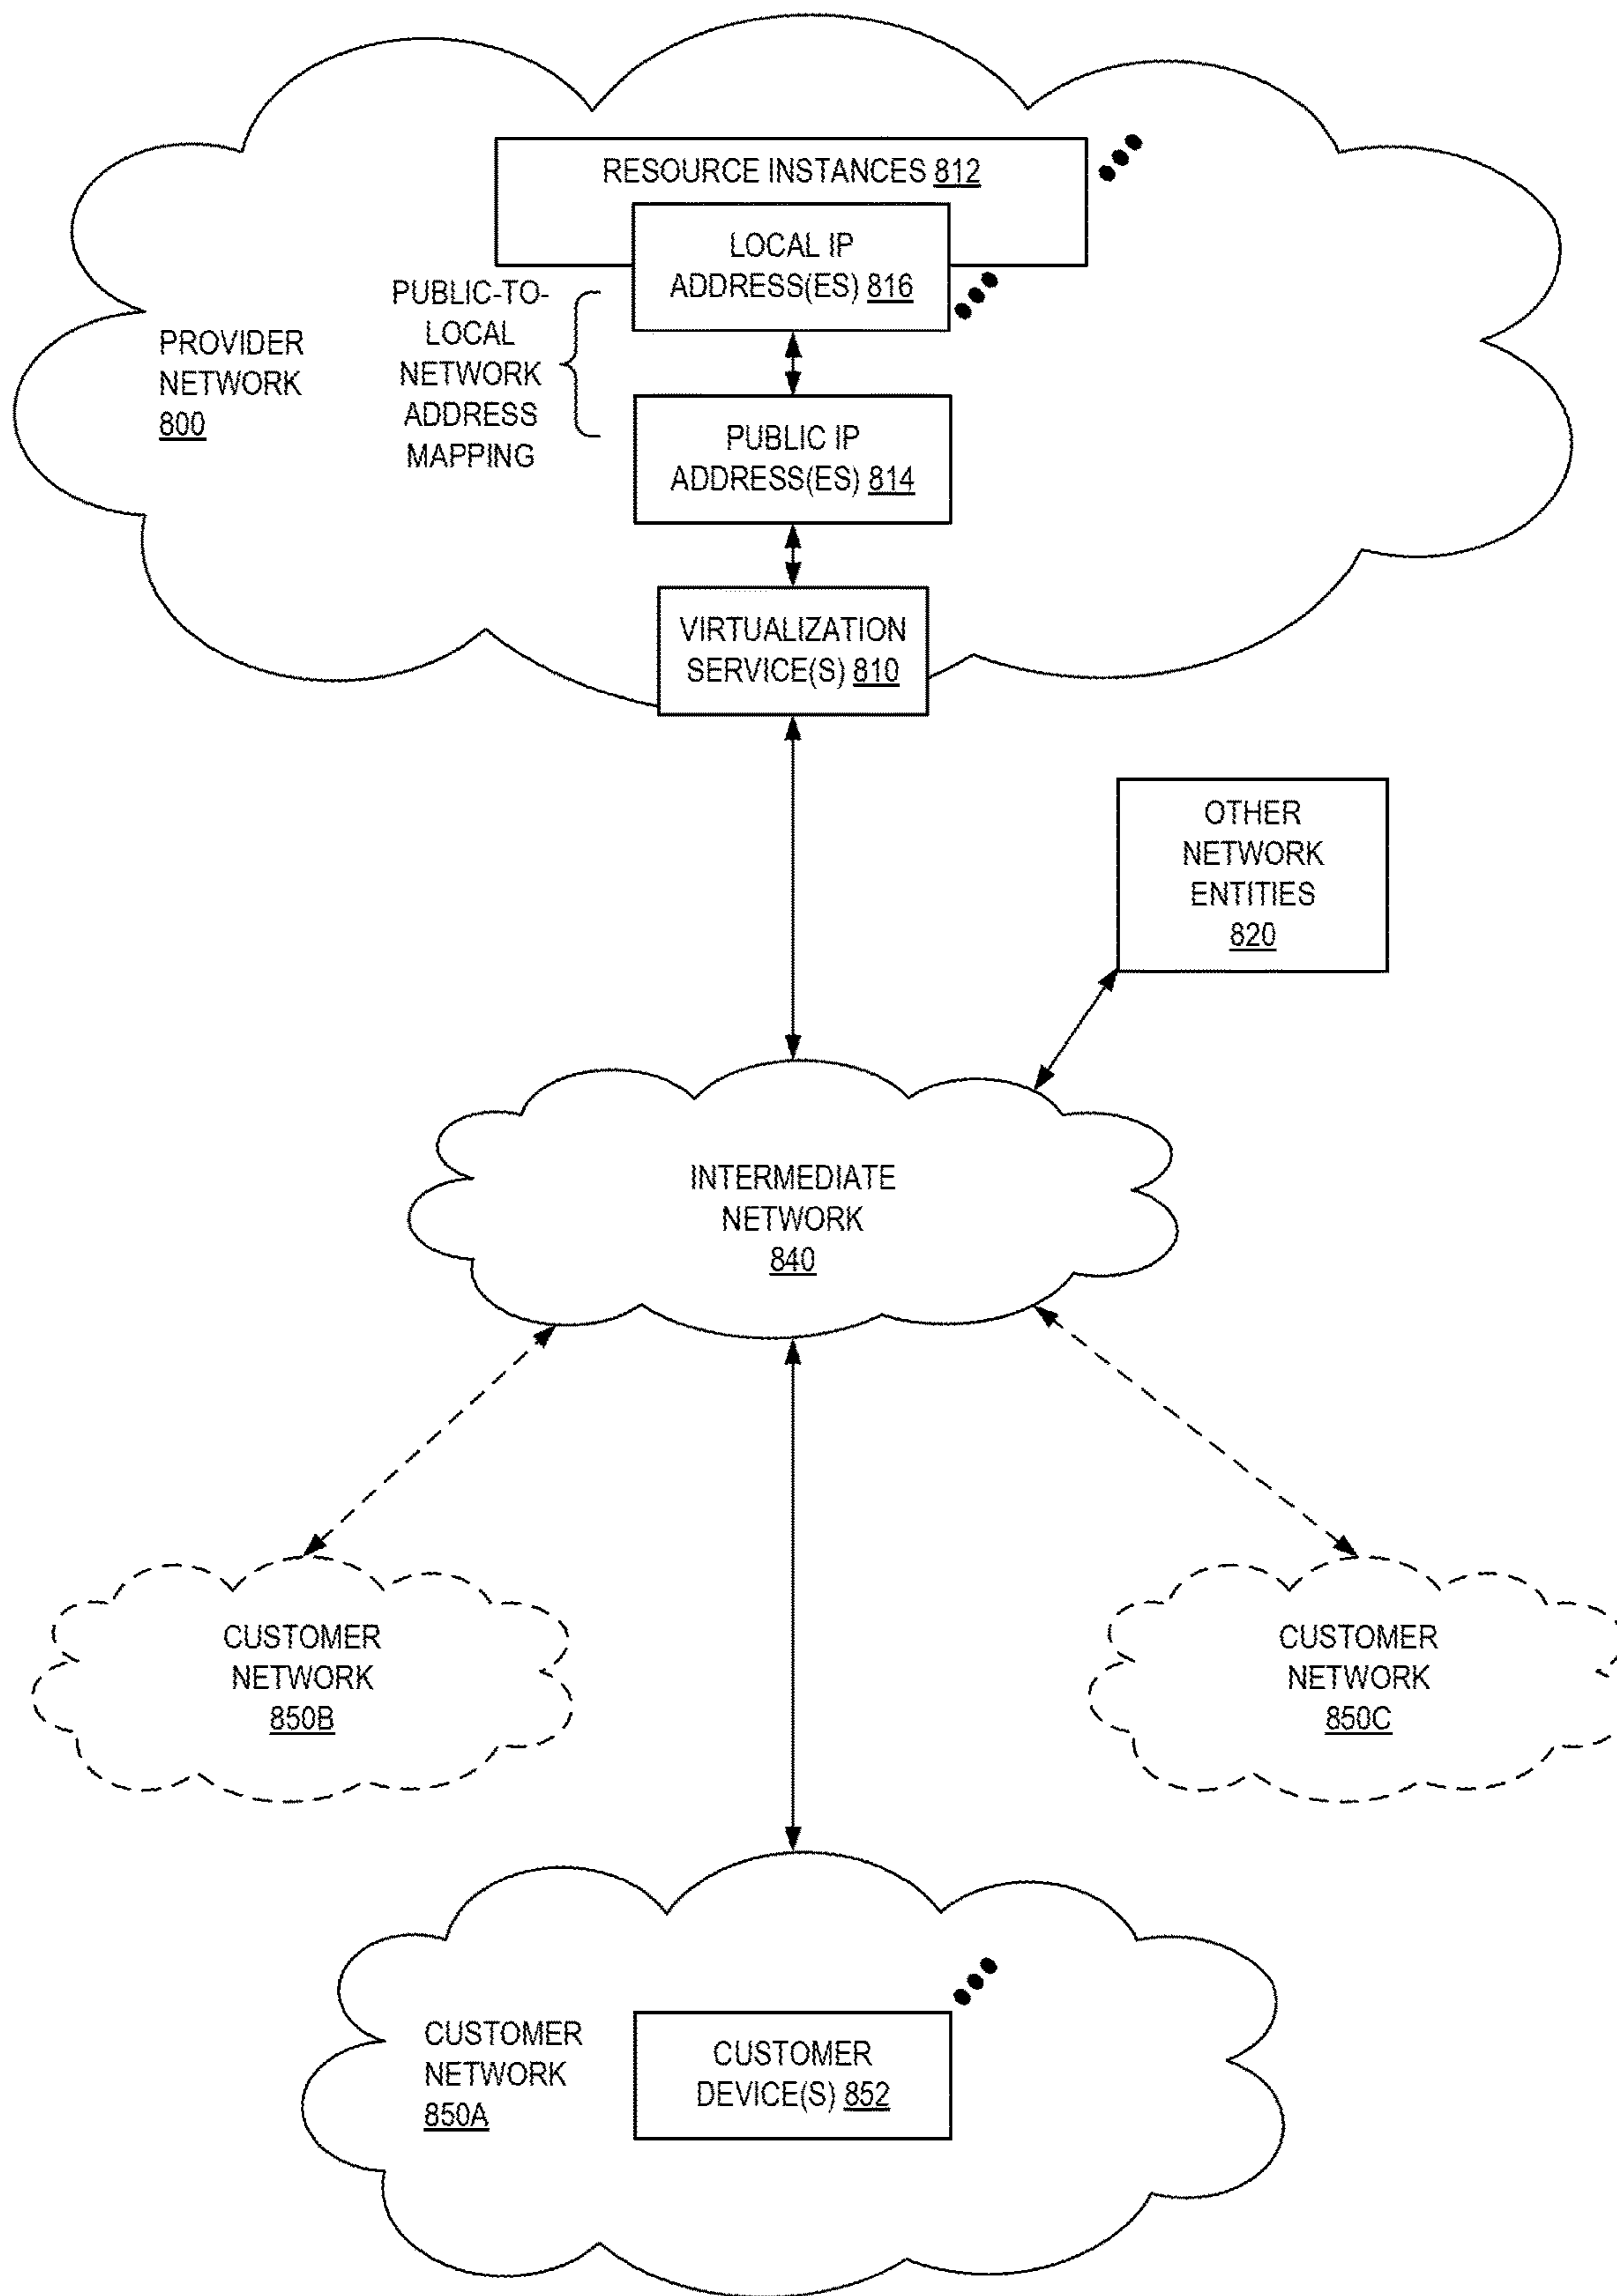 RESOURCE INSTANCES 812
LOCAL IP
ADDRESS(ES) 816
PUBLIC-TO-
LOCAL
NETWORK
ADDRESS
MAPPING
PROVIDER
NETWORK
800
PUBLIC IP
ADDRESS(ES) 814
VIRTUALIZATION
SERVICE(S) 810
OTHER
NETWORK
ENTITIES
820
INTERMEDIATE
NETWORK
840
CUSTOMER
NETWORK
850B
CUSTOMER
NETWORK
850C
CUSTOMER
NETWORK
850A
CUSTOMER
DEVICE(S) 852